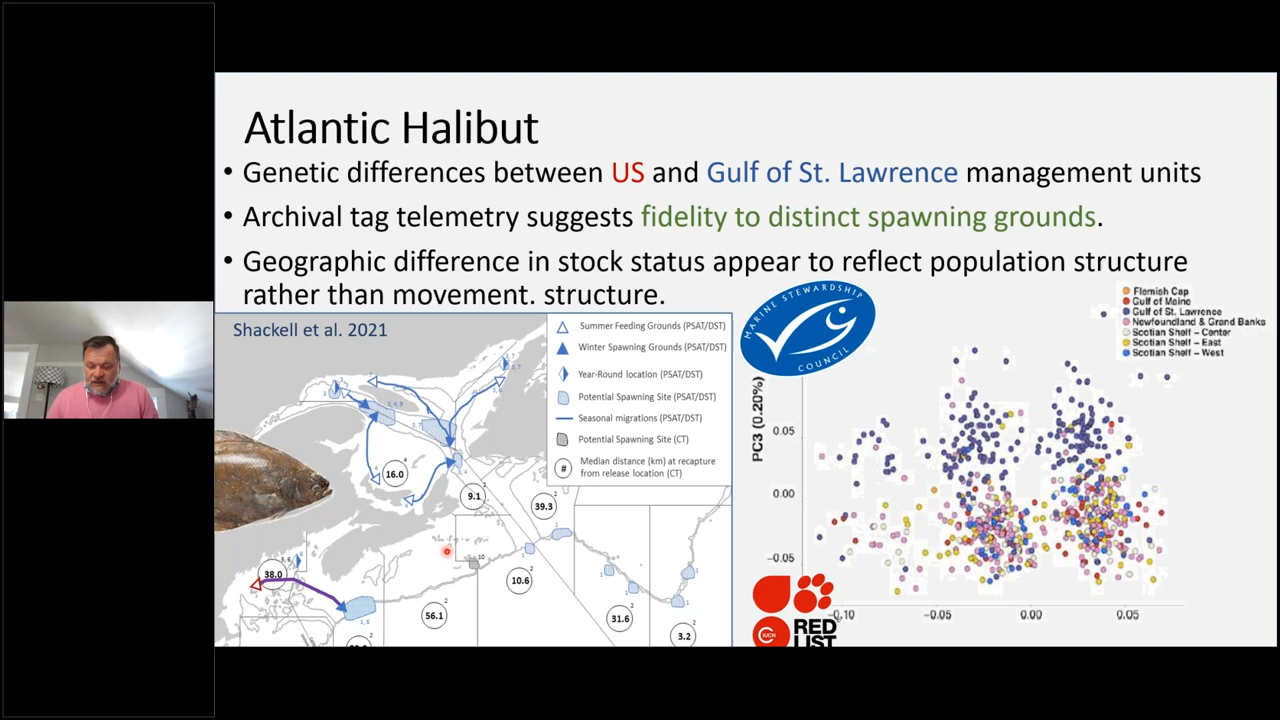 Atlantic Halibut
• Genetic differences between US and Gulf of St. Lawrence management units
• Archival tag telemetry suggests fidelity to distinct spawning grounds.
• Geographic difference in stock status appear to reflect population structure
rather than movement. structure.
Shackell et al. 2021
Summer Feeding Grounds (PSAT/DST)
Winter Spawning Grounds (PSAT/DST)
Year-Round location (PSAT/DST)
Potential Spawning Site (PSAT/DST)
Seasonal migrations (PSAT/DST)
Potential Spawning Site (CT)
# Median distance (km) at recapture
from release location (CT)
16.0
9.1
39.3
38.0
10.6
56.1
31.6
3.2
MARINE STEWARDSHIP
COUNCIL
Flemish Cap
Gulf of Maine
Gulf of St. Lawrence
Newfoundland & Grand Banks
Scotian Shelf – Center
Scotian Shelf – East
Scotian Shelf – West
PC3 (0.20%)
0.05
0.00
−0.05
−0.10
−0.05
0.00
0.05
IUCN
RED
LIST